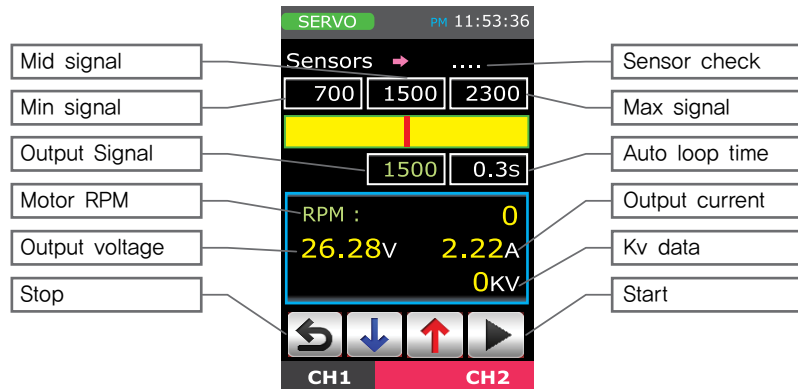 SERVO PM 11:53:36
Sensors ➡ ....
700 1500 2300
1500 0.3s
RPM : 0
26.28V 2.22A
0KV
CH1 CH2
Mid signal
Min signal
Output Signal
Motor RPM
Output voltage
Stop
Sensor check
Max signal
Auto loop time
Output current
Kv data
Start